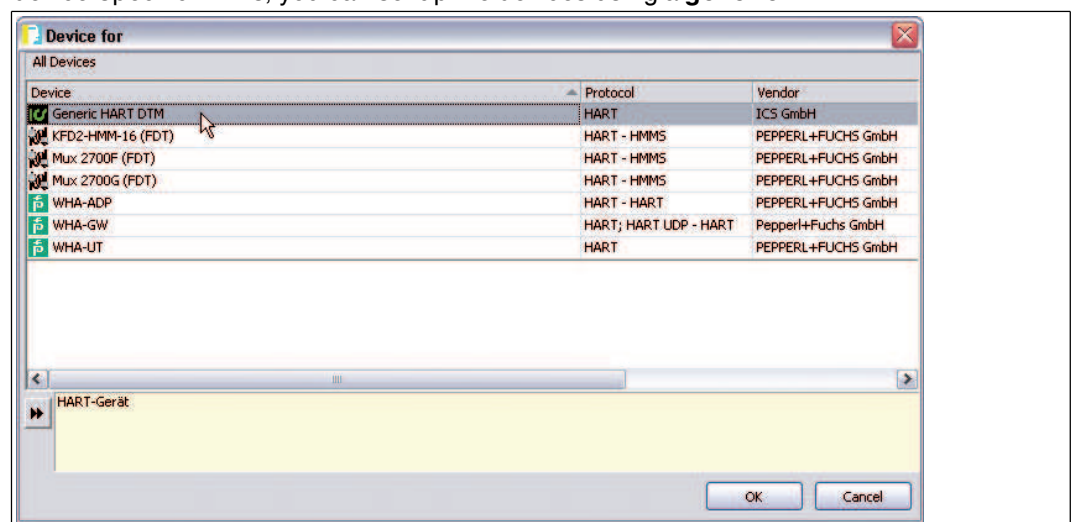 Device for
All Devices
Device Protocol Vendor
Generic HART DTM HART ICS GmbH
KFD2-HMM-16 (FDT) HART - HMMS PEPPERL+FUCHS GmbH
Mux 2700F (FDT) HART - HMMS PEPPERL+FUCHS GmbH
Mux 2700G (FDT) HART - HMMS PEPPERL+FUCHS GmbH
WHA-ADP HART - HART PEPPERL+FUCHS GmbH
WHA-GW HART; HART UDP - HART Pepperl+Fuchs GmbH
WHA-UT HART PEPPERL+FUCHS GmbH
HART-Gerät
OK Cancel